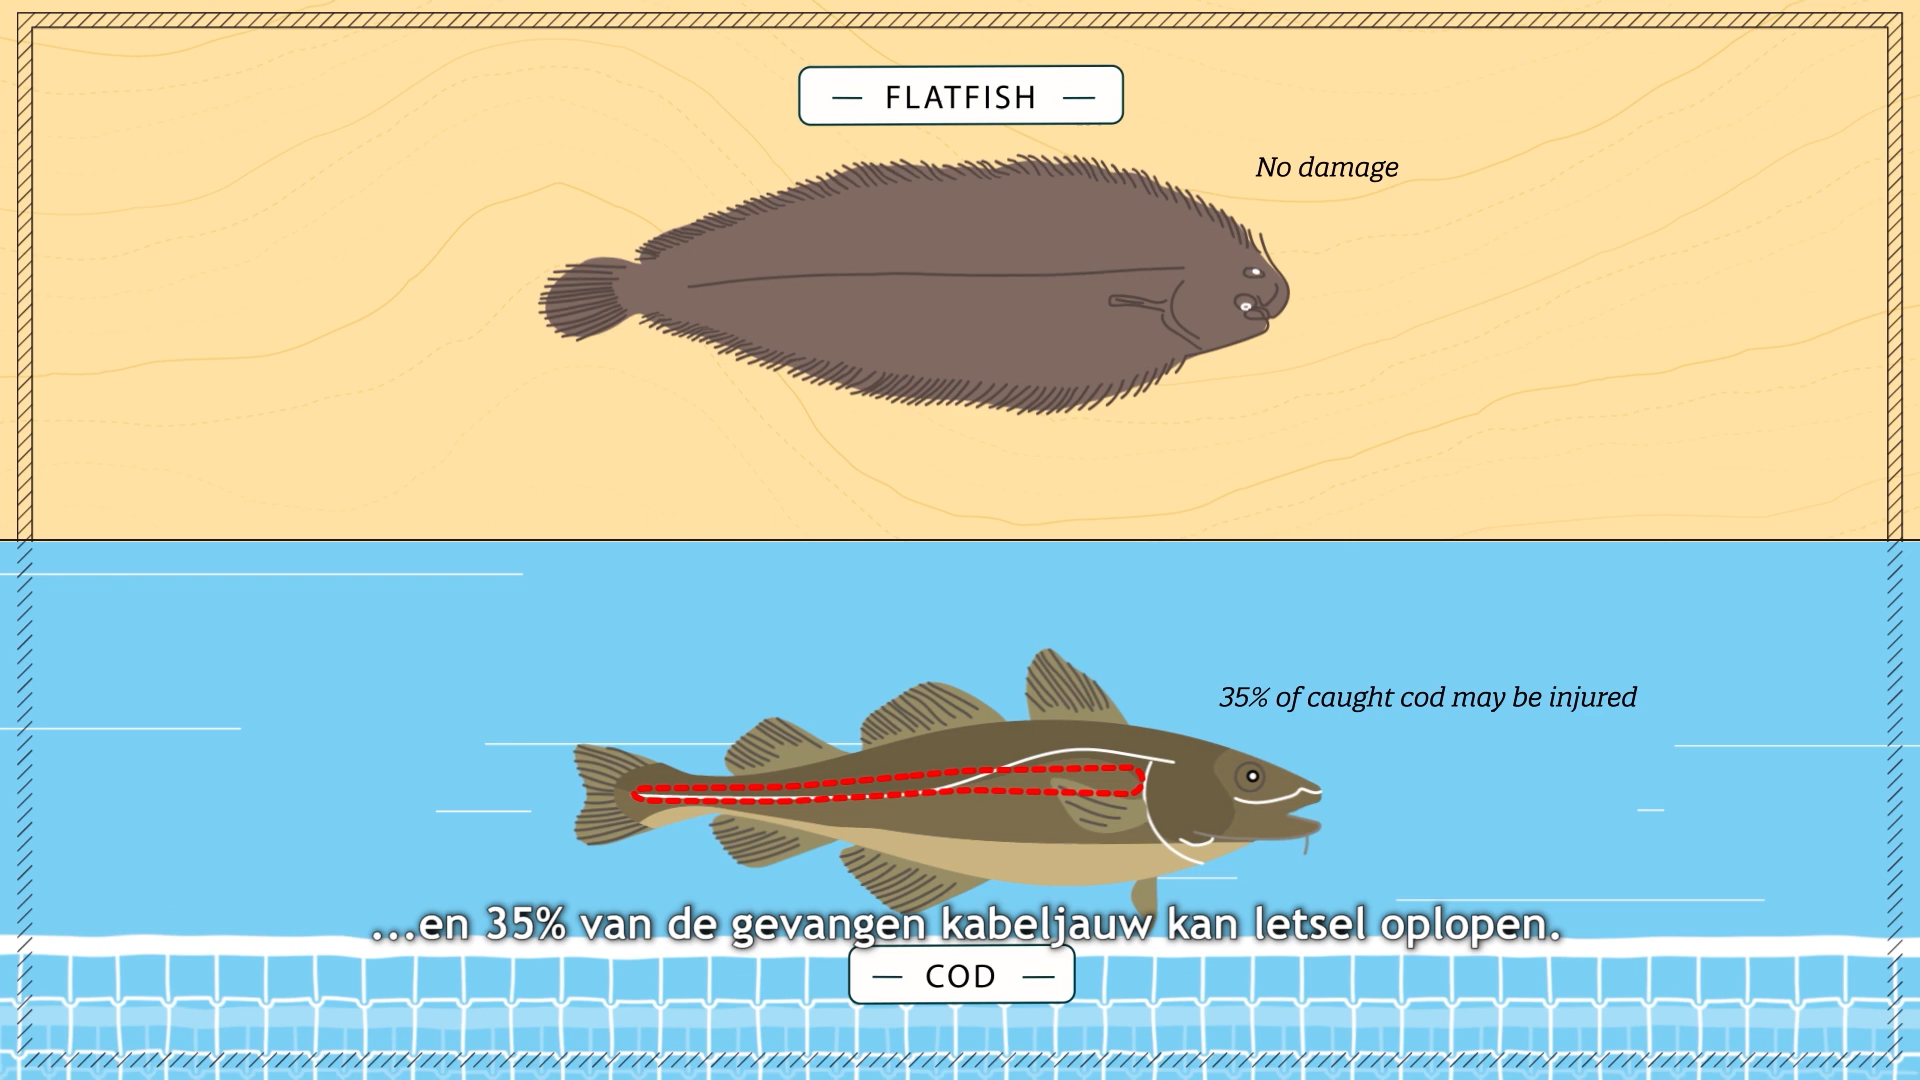 FLATFISH
No damage
35% of caught cod may be injured
...en 35% van de gevangen kabeljauw kan letsel oplopen.
COD